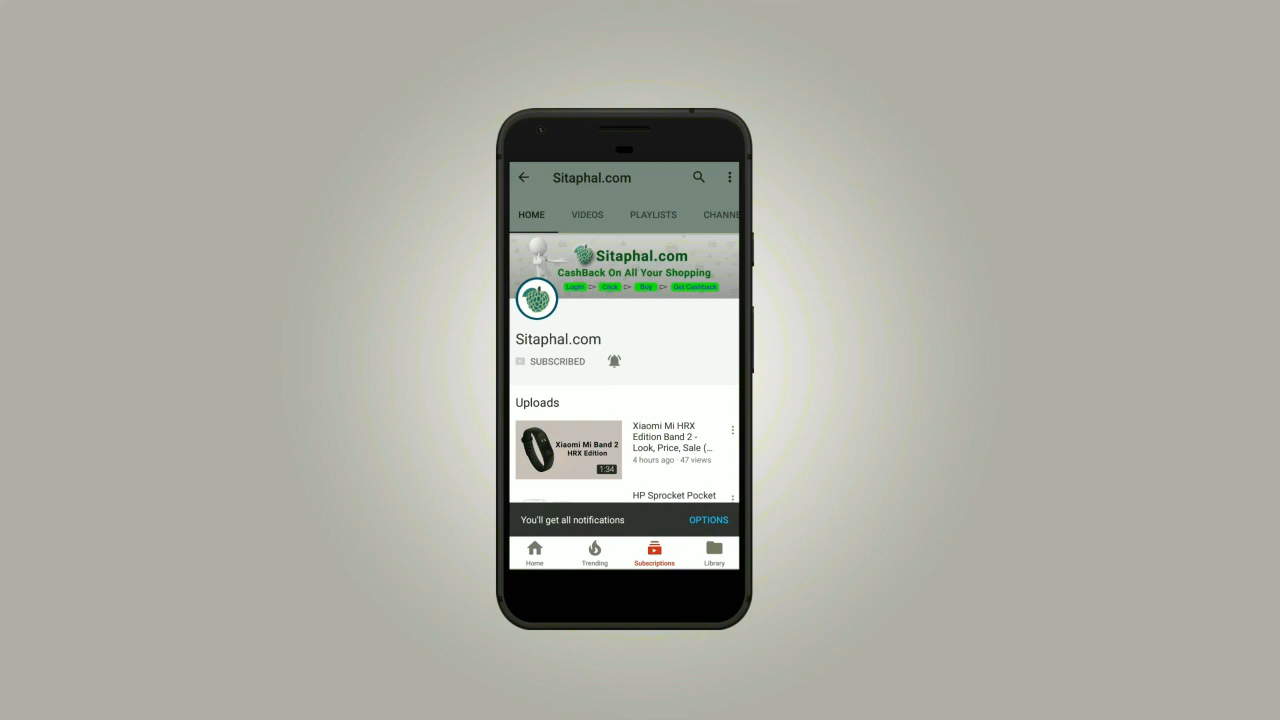 Sitaphal.com
HOME VIDEOS PLAYLISTS CHANNE
Sitaphal.com
CashBack On All Your Shopping
Login Click Buy Get Cashback
Sitaphal.com
SUBSCRIBED
Uploads
Xiaomi Mi Band 2
HRX Edition
1:34
Xiaomi Mi HRX
Edition Band 2 -
Look, Price, Sale (...
4 hours ago · 47 views
HP Sprocket Pocket
You'll get all notifications OPTIONS
Home Trending Subscriptions Library